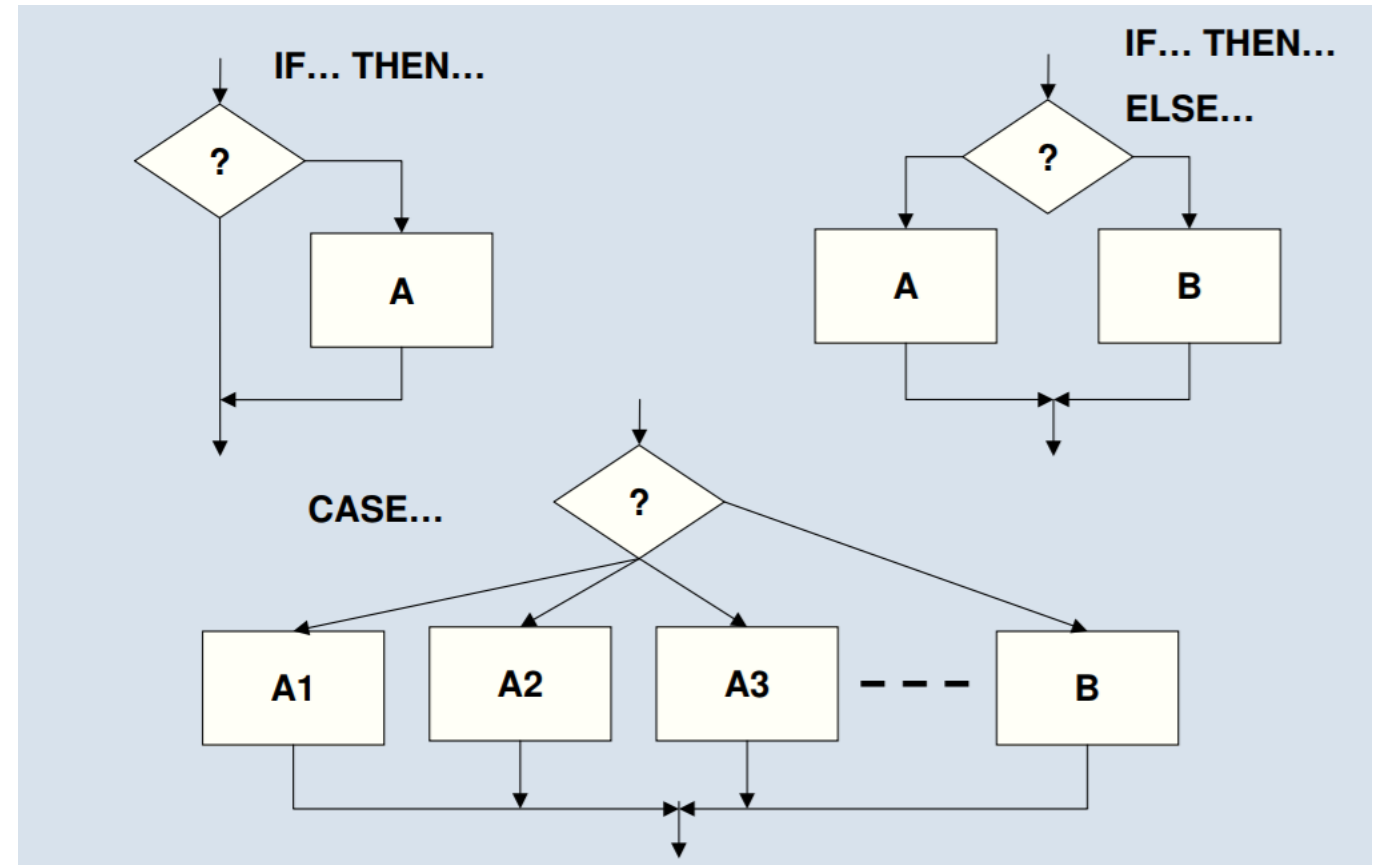 IF… THEN…
?
A
IF… THEN…
ELSE…
?
A
B
CASE…
?
A1
A2
A3
B